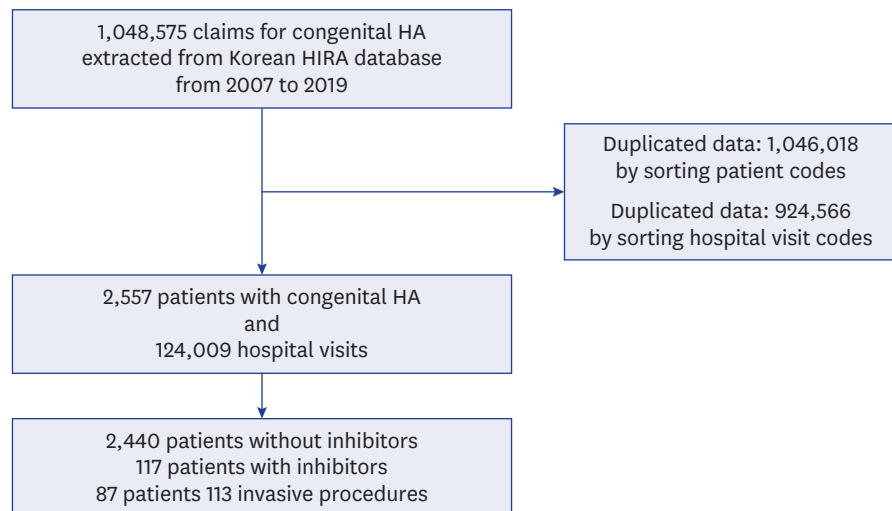 1,048,575 claims for congenital HA
extracted from Korean HIRA database
from 2007 to 2019
Duplicated data: 1,046,018
by sorting patient codes
Duplicated data: 924,566
by sorting hospital visit codes
2,557 patients with congenital HA
and
124,009 hospital visits
2,440 patients without inhibitors
117 patients with inhibitors
87 patients 113 invasive procedures